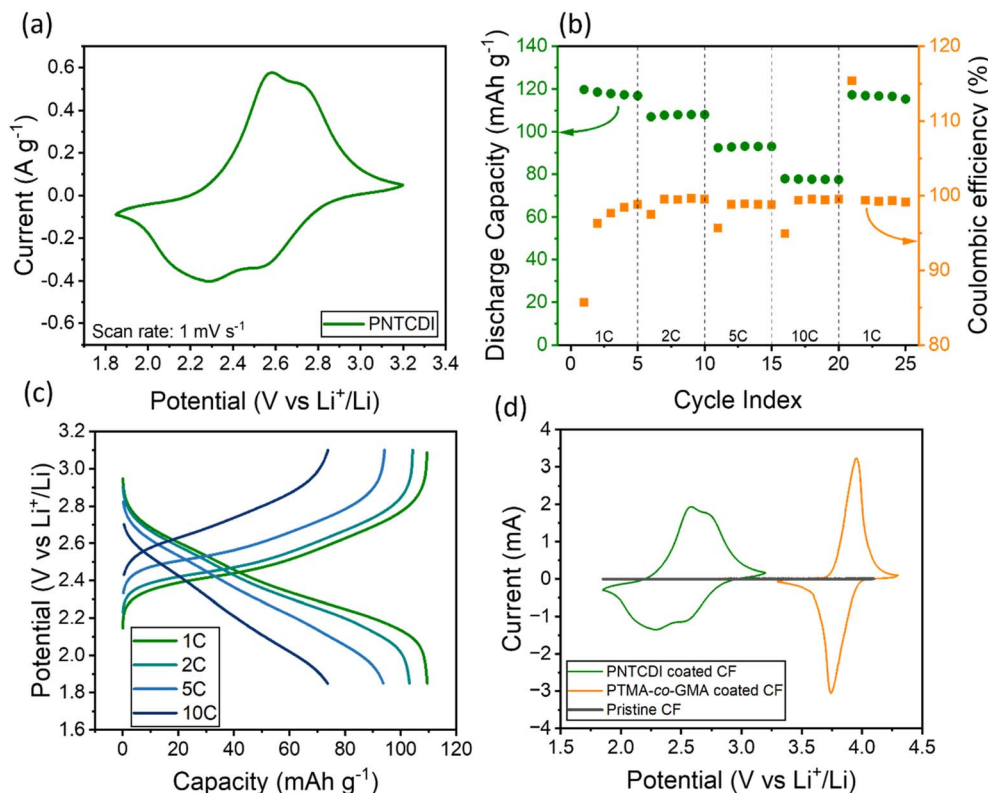 (a)
Current (A g⁻¹)
0.6
0.4
0.2
0.0
-0.2
-0.4
-0.6
Scan rate: 1 mV s⁻¹
PNTCDI
1.8 2.0 2.2 2.4 2.6 2.8 3.0 3.2 3.4
Potential (V vs Li⁺/Li)
(b)
Discharge Capacity (mAh g⁻¹)
140
120
100
80
60
40
20
0
1C 2C 5C 10C 1C
0 5 10 15 20 25
Cycle Index
120
110
100
90
80
Coulombic efficiency (%)
(c)
Potential (V vs Li⁺/Li)
3.2
3.0
2.8
2.6
2.4
2.2
2.0
1.8
1.6
1C
2C
5C
10C
0 20 40 60 80 100 120
Capacity (mAh g⁻¹)
(d)
Current (mA)
4
3
2
1
0
−1
−2
−3
−4
PNTCDI coated CF
PTMA-co-GMA coated CF
Pristine CF
1.5 2.0 2.5 3.0 3.5 4.0 4.5
Potential (V vs Li⁺/Li)